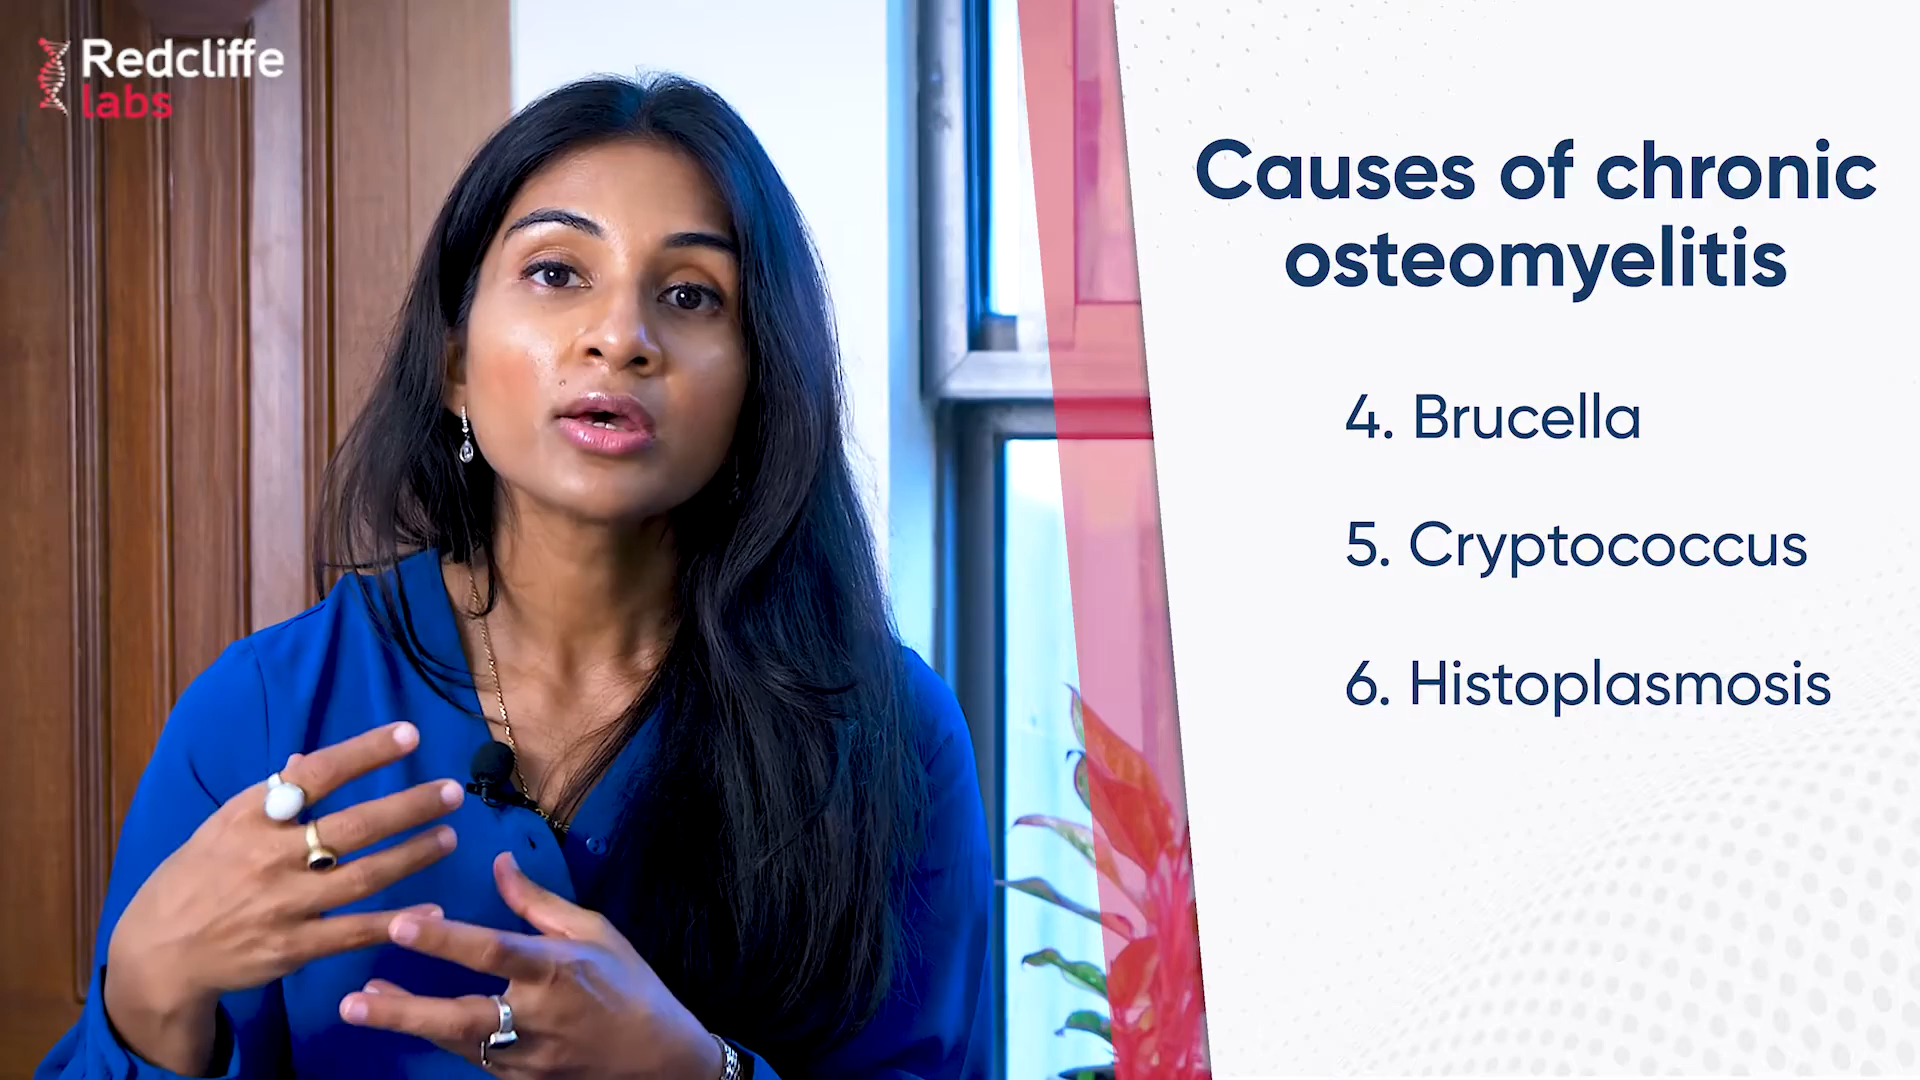 Redcliffe
labs
Causes of chronic
osteomyelitis
4. Brucella
5. Cryptococcus
6. Histoplasmosis